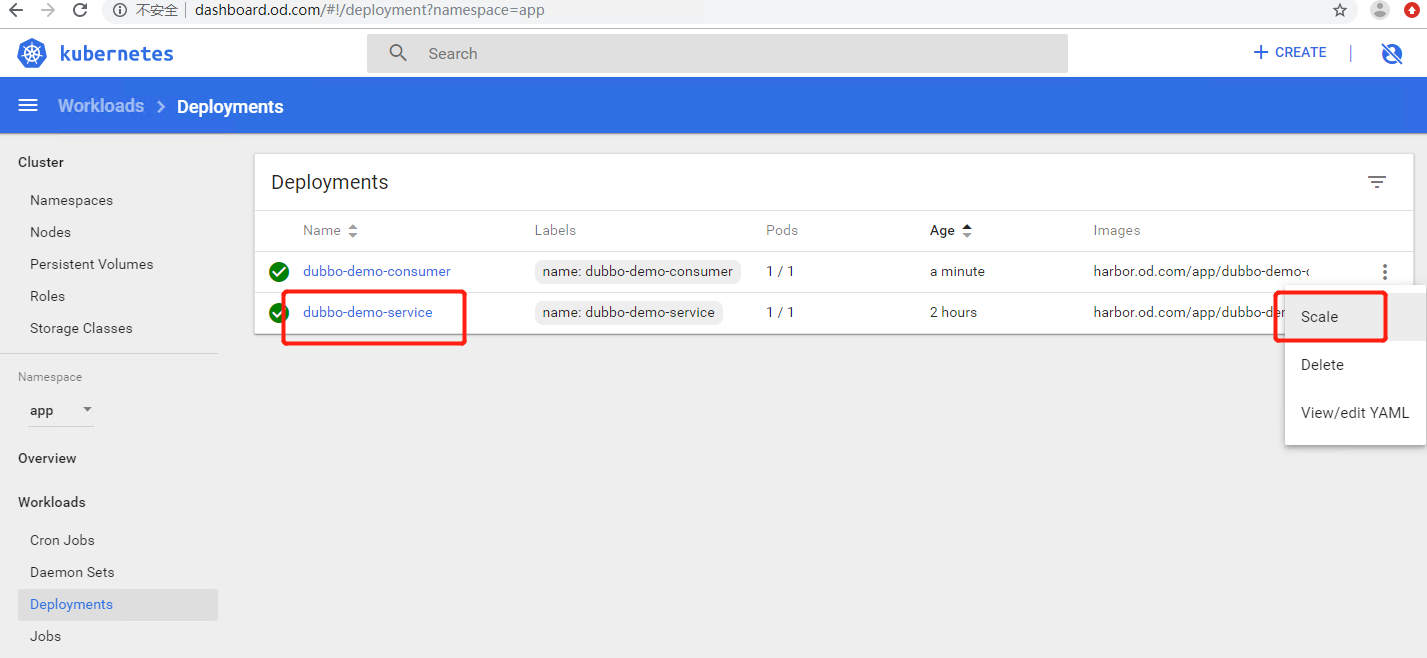 不安全 dashboard.od.com/#!/deployment?namespace=app
kubernetes Search CREATE
Workloads Deployments
Cluster
Namespaces
Nodes
Persistent Volumes
Roles
Storage Classes
Namespace
app
Overview
Workloads
Cron Jobs
Daemon Sets
Deployments
Jobs
Deployments
Name Labels Pods Age Images
dubbo-demo-consumer name: dubbo-demo-consumer 1 / 1 a minute harbor.od.com/app/dubbo-demo-c
dubbo-demo-service name: dubbo-demo-service 1 / 1 2 hours harbor.od.com/app/dubbo-der
Scale
Delete
View/edit YAML